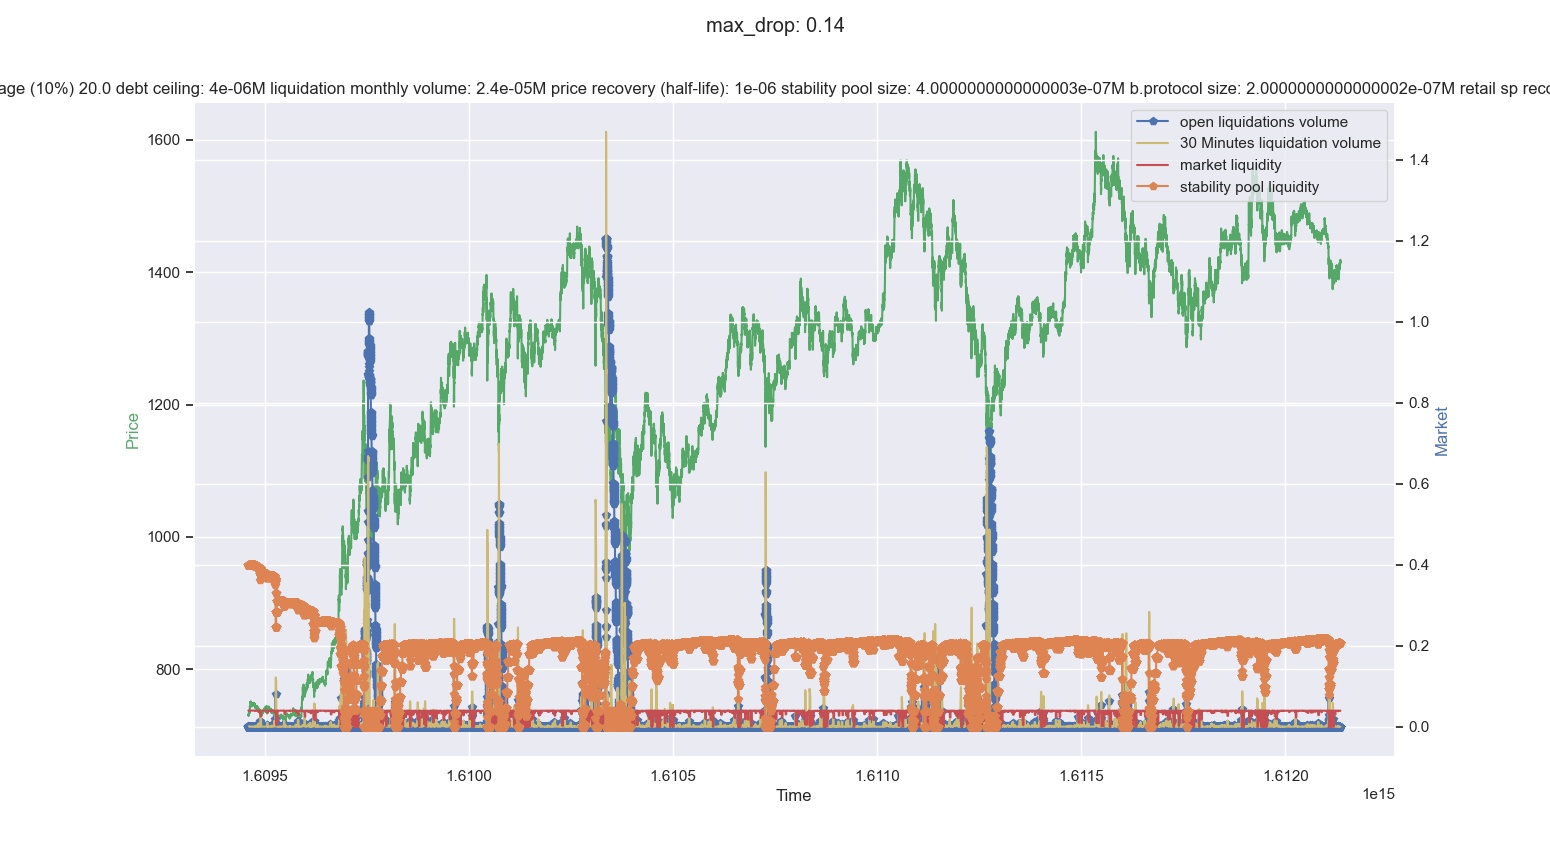 max_drop: 0.14
age (10%) 20.0 debt ceiling: 4e-06M liquidation monthly volume: 2.4e-05M price recovery (half-life): 1e-06 stability pool size: 4.0000000000000003e-07M b.protocol size: 2.0000000000000002e-07M retail sp reco
open liquidations volume
30 Minutes liquidation volume
market liquidity
stability pool liquidity
1600
1400
1200
1000
800
Price
1.4
1.2
1.0
0.8
0.6
0.4
0.2
0.0
Market
1.6095 1.6100 1.6105 1.6110 1.6115 1.6120
Time
1e15